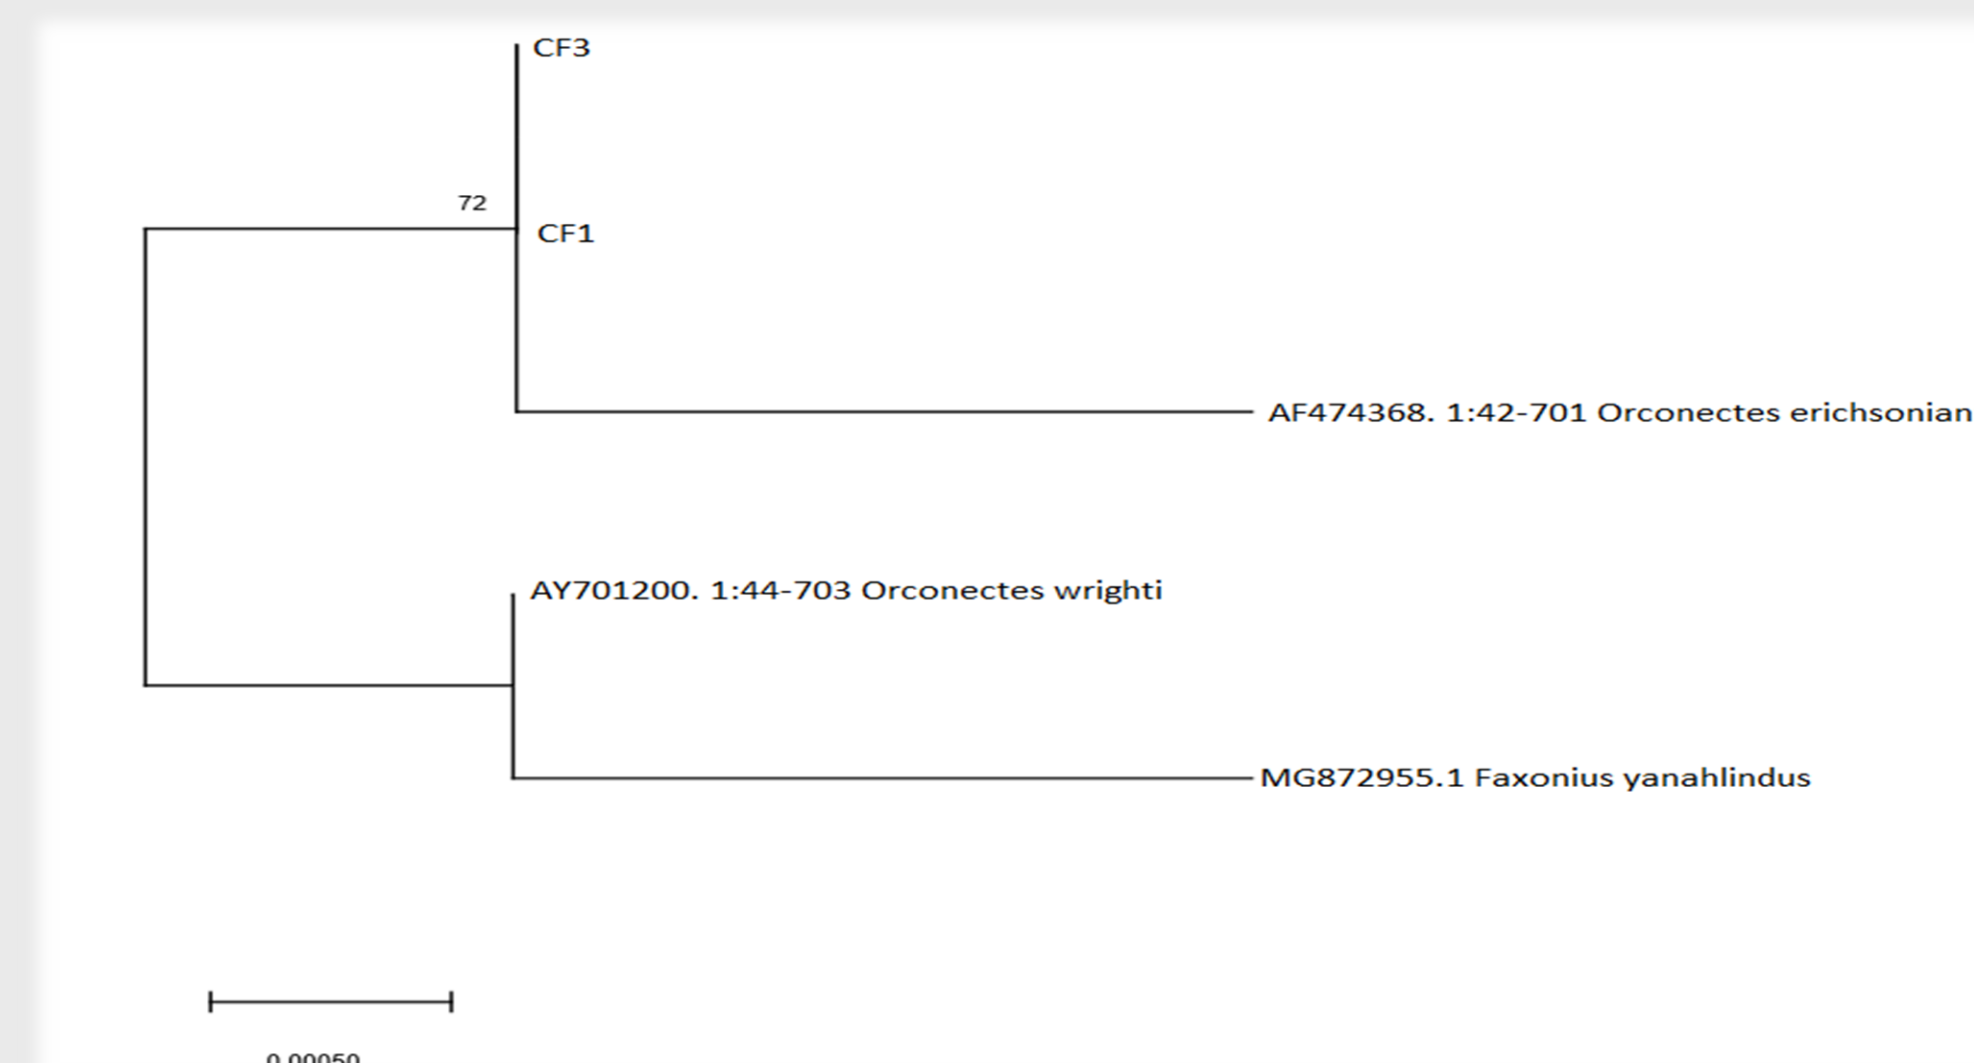 CF3
72
CF1
AF474368. 1:42-701 Orconectes erichsonian
AY701200. 1:44-703 Orconectes wrighti
MG872955.1 Faxonius yanahlindus
0.00050